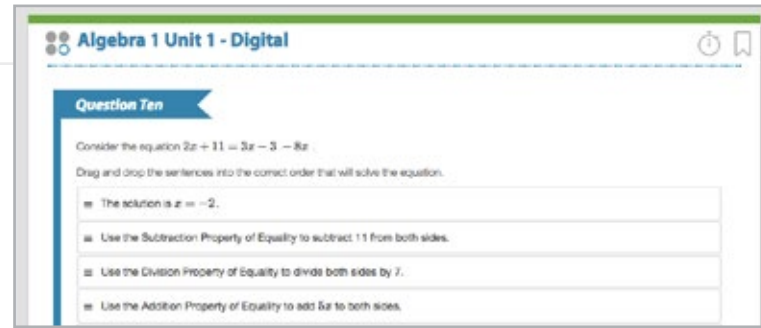 Algebra 1 Unit 1 - Digital
Question Ten
Consider the equation 2x + 11 = 3x − 3 − 8x .
Drag and drop the sentences into the correct order that will solve the equation.
The solution is x = −2.
Use the Subtraction Property of Equality to subtract 11 from both sides.
Use the Division Property of Equality to divide both sides by 7.
Use the Addition Property of Equality to add 5x to both sides.